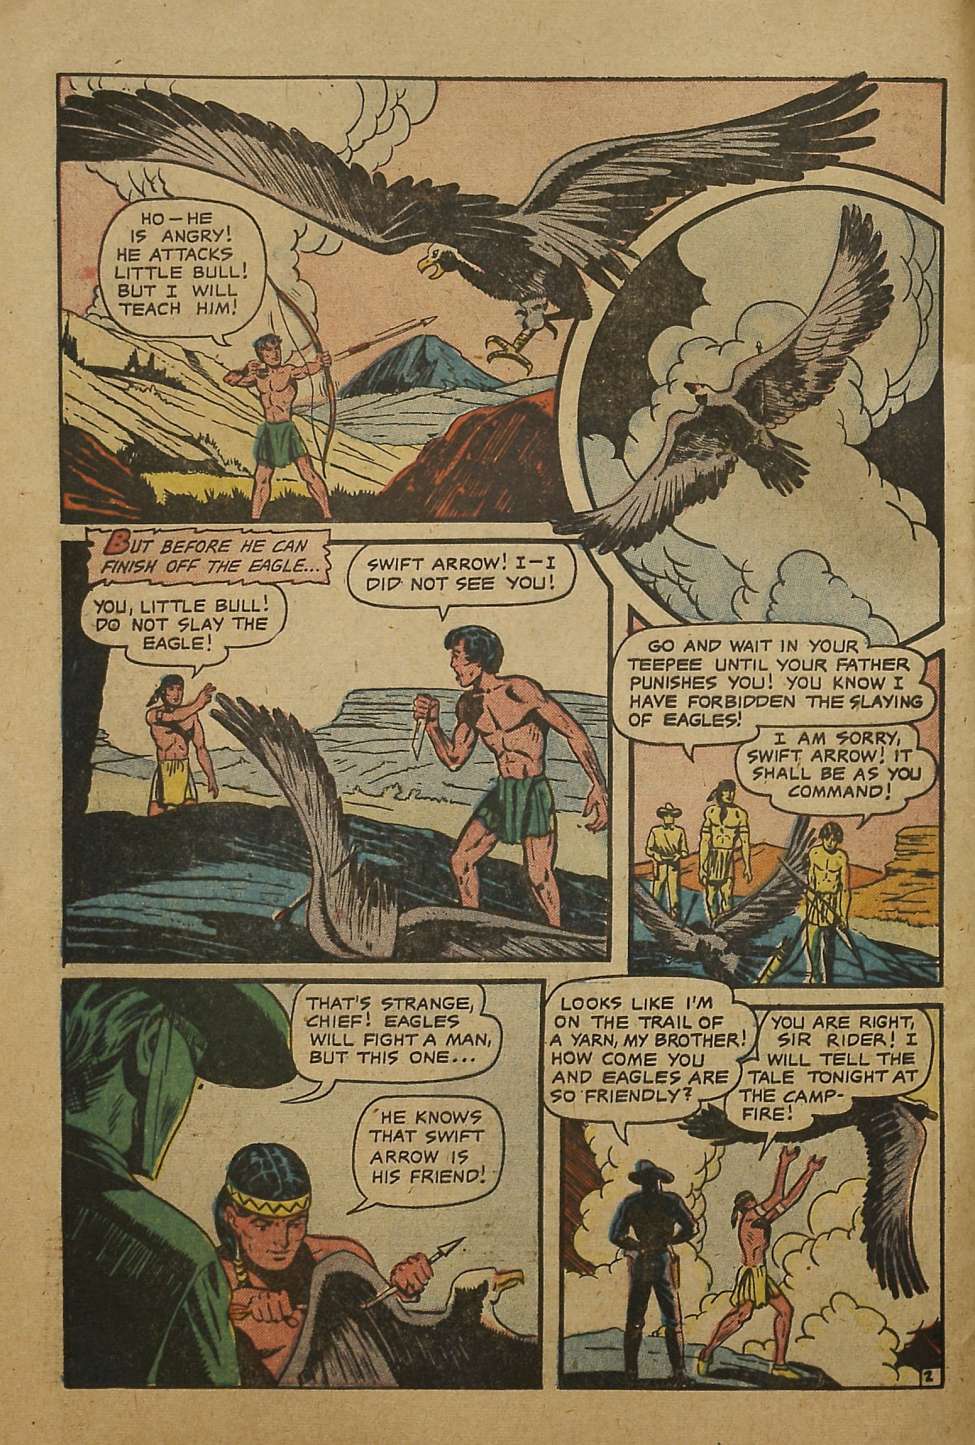 HO-HE
IS ANGRY!
HE ATTACKS
LITTLE BULL!
BUT I WILL
TEACH HIM!
BUT BEFORE HE CAN
FINISH OFF THE EAGLE...
YOU, LITTLE BULL!
DO NOT SLAY THE
EAGLE!
SWIFT ARROW! I-I
DID NOT SEE YOU!
GO AND WAIT IN YOUR
TEEPEE UNTIL YOUR FATHER
PUNISHES YOU! YOU KNOW I
HAVE FORBIDDEN THE SLAYING
OF EAGLES!
I AM SORRY,
SWIFT ARROW! IT
SHALL BE AS YOU
COMMAND!
THAT'S STRANGE,
CHIEF! EAGLES
WILL FIGHT A MAN,
BUT THIS ONE...
HE KNOWS
THAT SWIFT
ARROW IS
HIS FRIEND!
LOOKS LIKE I'M
ON THE TRAIL OF
A YARN, MY BROTHER!
HOW COME YOU
AND EAGLES ARE
SO FRIENDLY?
YOU ARE RIGHT,
SIR RIDER! I
WILL TELL THE
TALE TONIGHT AT
THE CAMP-
FIRE!
2